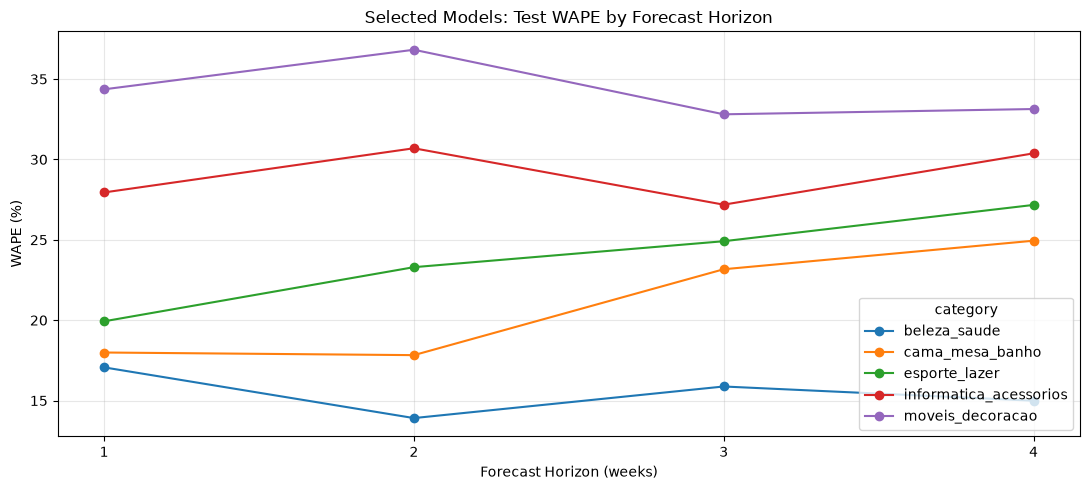 Selected Models: Test WAPE by Forecast Horizon
WAPE (%)
35
30
25
20
15
1
2
3
4
Forecast Horizon (weeks)
category
beleza_saude
cama_mesa_banho
esporte_lazer
informatica_acessorios
moveis_decoracao